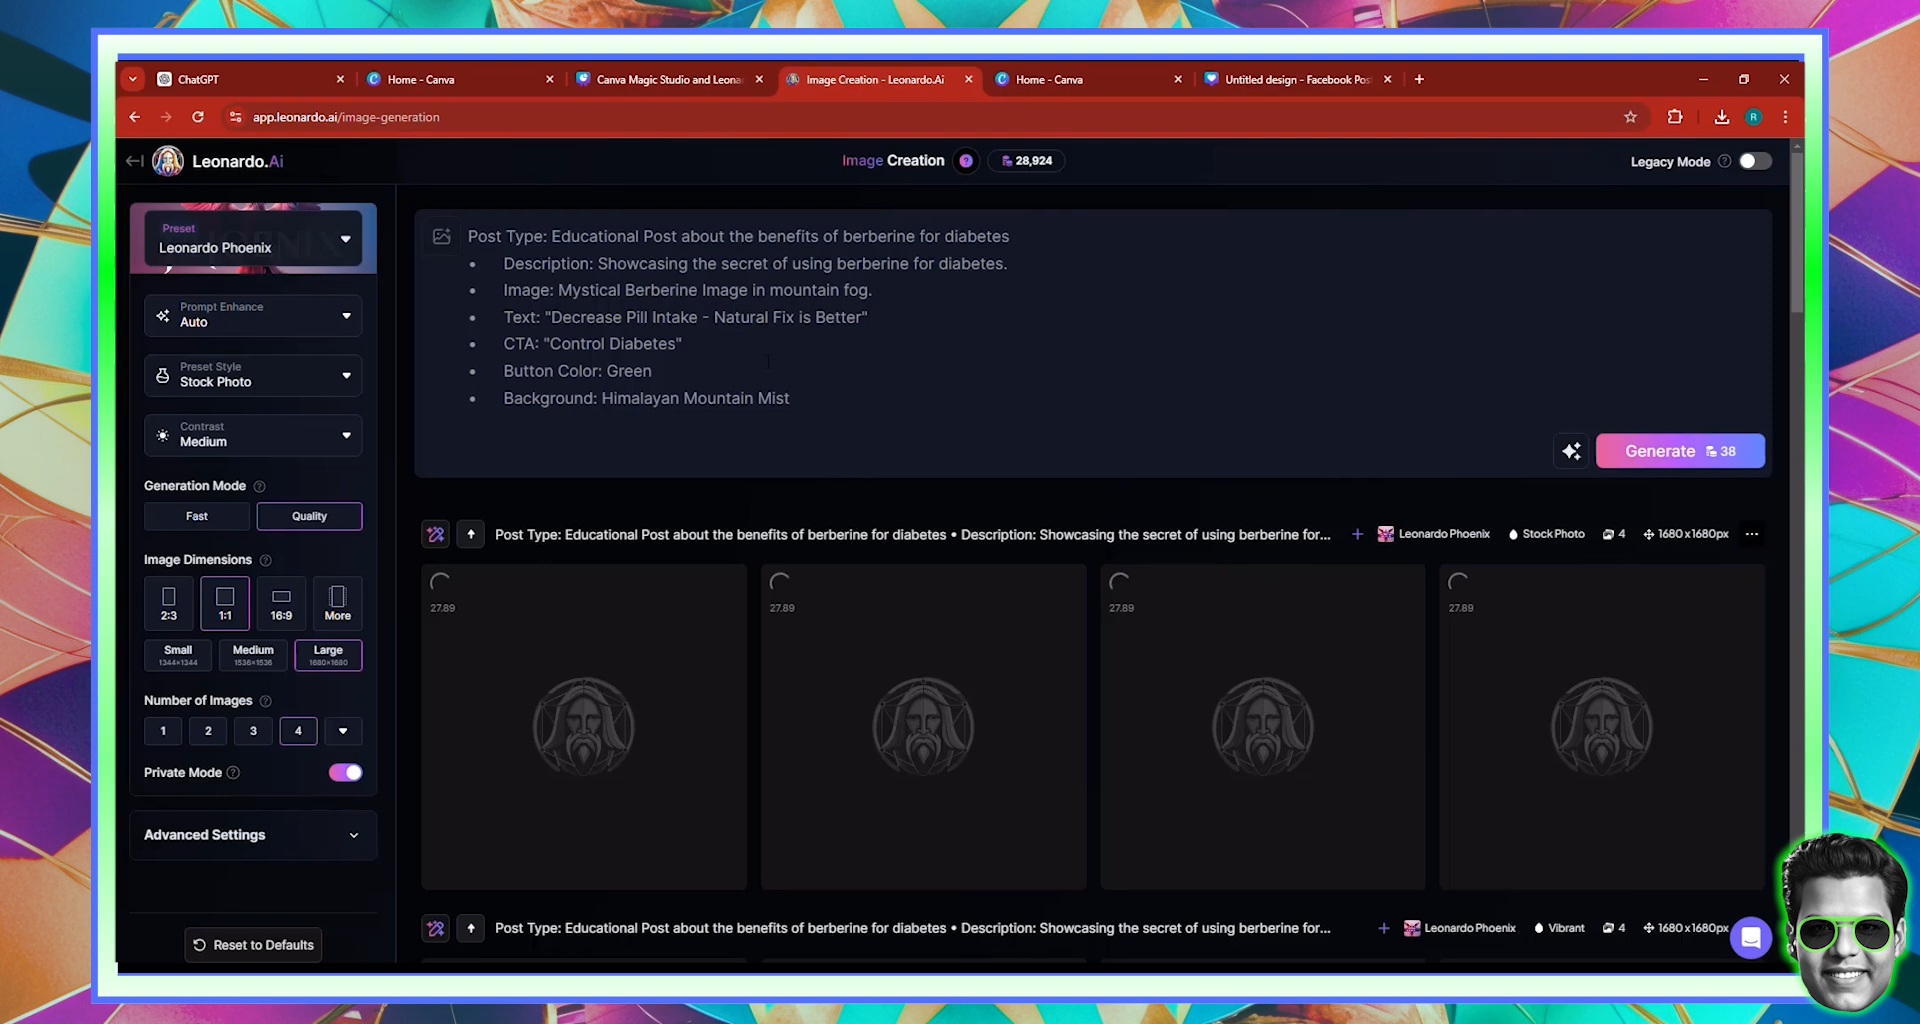 ChatGPT
Home - Canva
Canva Magic Studio and Leona
Image Creation - Leonardo.Ai
Home - Canva
Untitled design - Facebook Pos
app.leonardo.ai/image-generation
R
Leonardo.Ai
Image Creation
28,924
Legacy Mode
Preset
Leonardo Phoenix
Prompt Enhance
Auto
Preset Style
Stock Photo
Contrast
Medium
Generation Mode
Fast
Quality
Image Dimensions
2:3
1:1
16:9
More
Small
1344×1344
Medium
1536×1536
Large
1680×1680
Number of Images
1
2
3
4
Private Mode
Advanced Settings
Reset to Defaults
Post Type: Educational Post about the benefits of berberine for diabetes
• Description: Showcasing the secret of using berberine for diabetes.
• Image: Mystical Berberine Image in mountain fog.
• Text: "Decrease Pill Intake - Natural Fix is Better"
• CTA: "Control Diabetes"
• Button Color: Green
• Background: Himalayan Mountain Mist
Generate 38
Post Type: Educational Post about the benefits of berberine for diabetes • Description: Showcasing the secret of using berberine for...
Leonardo Phoenix
Stock Photo
4
1680x1680px
27.89
27.89
27.89
27.89
Post Type: Educational Post about the benefits of berberine for diabetes • Description: Showcasing the secret of using berberine for...
Leonardo Phoenix
Vibrant
4
1680x1680px